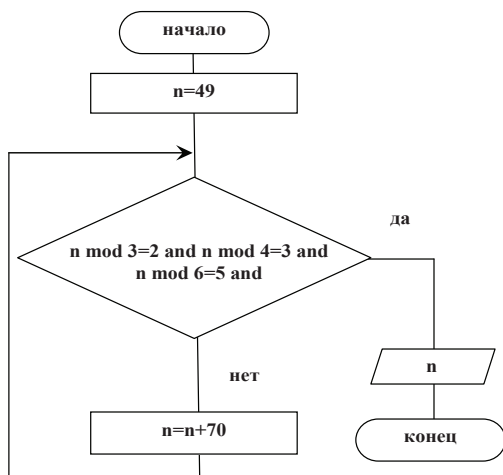 начало
n=49
да
n mod 3=2 and n mod 4=3 and
n mod 6=5 and
нет
n
n=n+70
конец